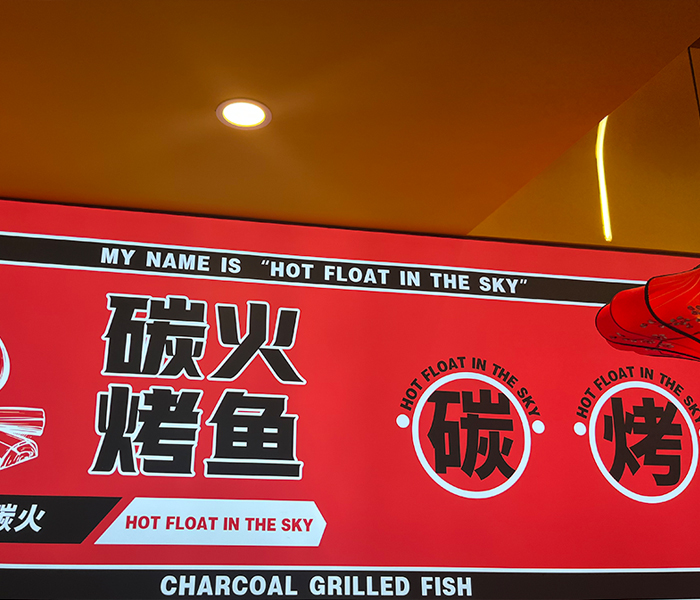 MY NAME IS “HOT FLOAT IN THE SKY”
碳火
烤鱼
HOT FLOAT IN THE SKY
碳
HOT FLOAT IN THE SKY
烤
碳火
HOT FLOAT IN THE SKY
CHARCOAL GRILLED FISH